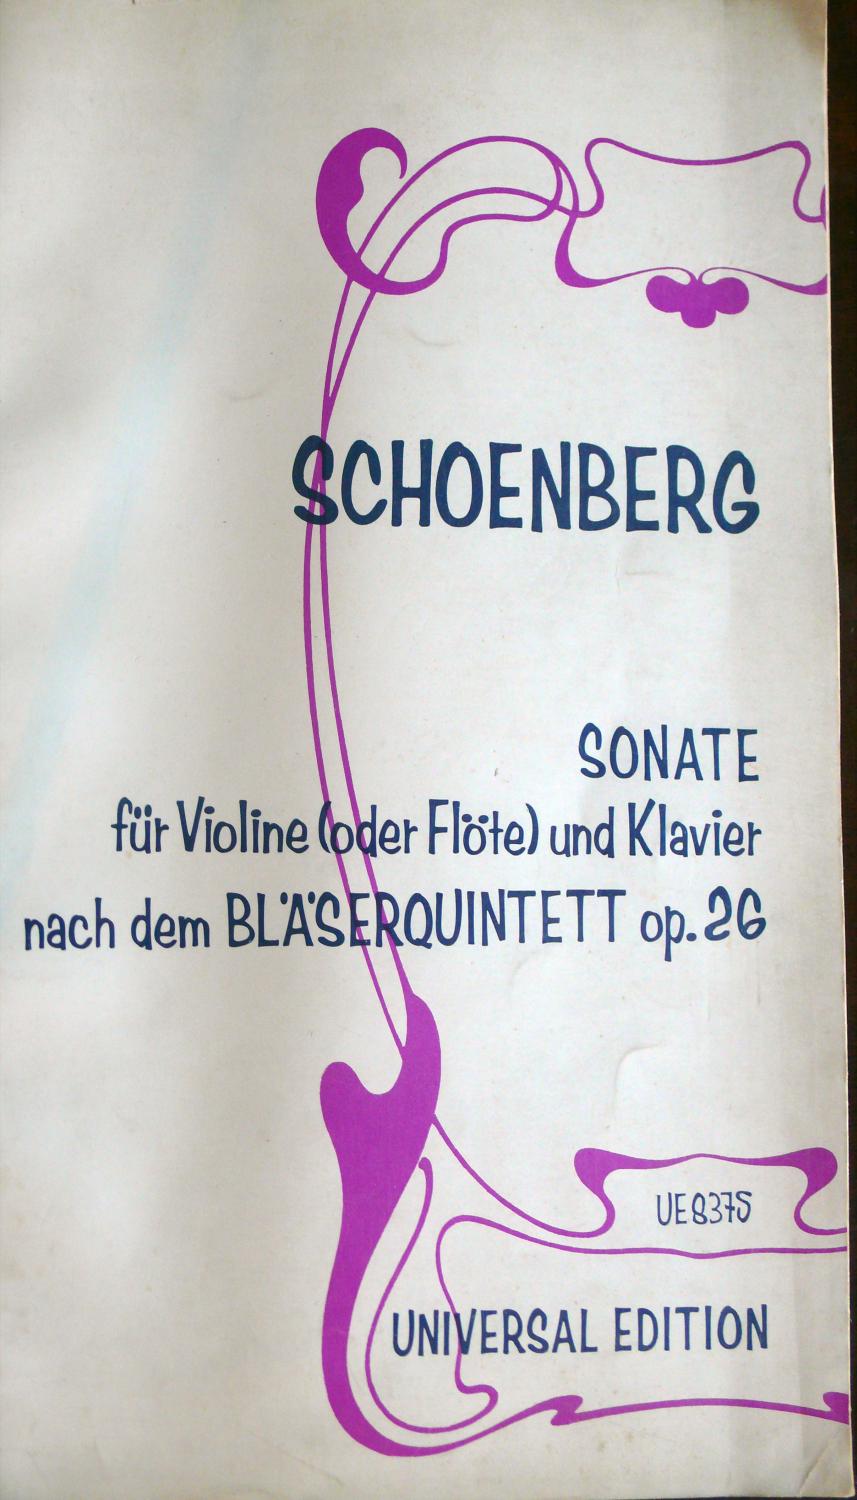 SCHOENBERG
SONATE
für Violine (oder Flöte) und Klavier
nach dem BLÄSERQUINTETT op. 26
UE 8375
UNIVERSAL EDITION